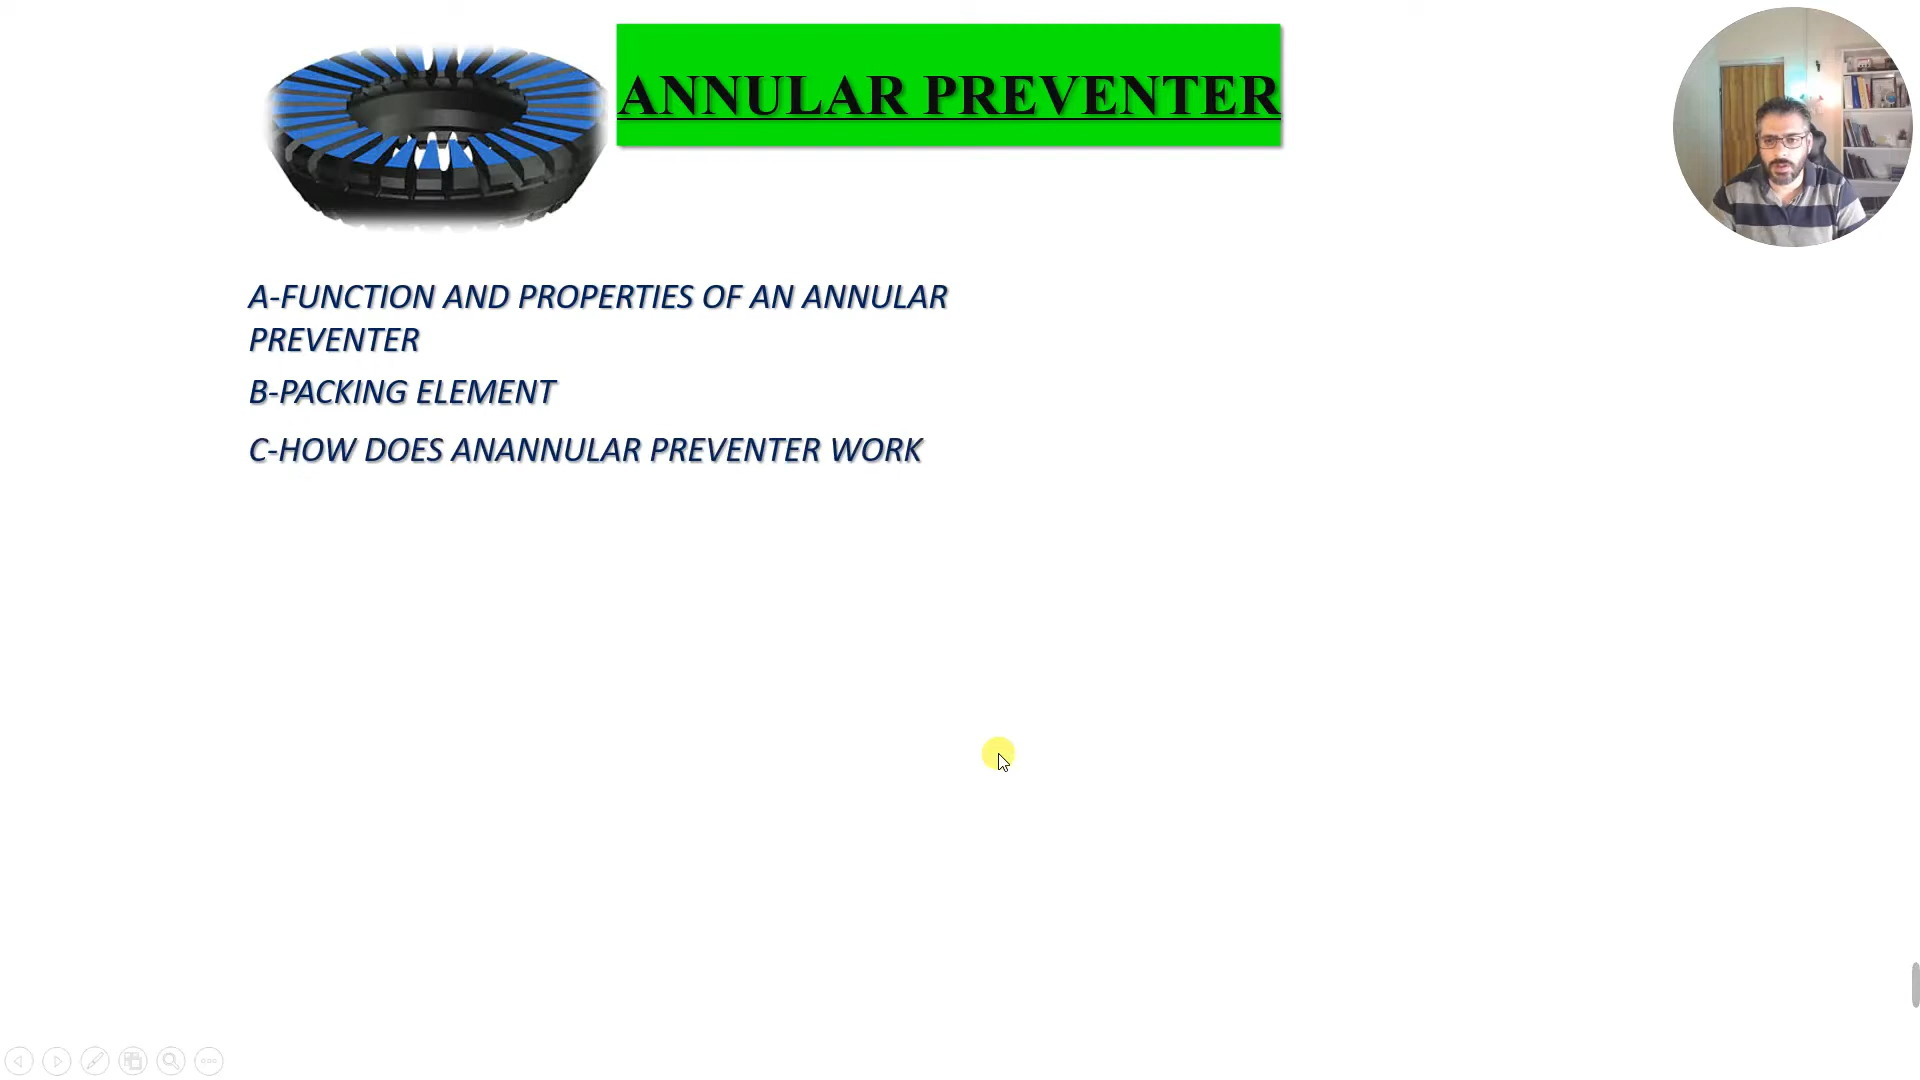 ANNULAR PREVENTER
A-FUNCTION AND PROPERTIES OF AN ANNULAR
PREVENTER
B-PACKING ELEMENT
C-HOW DOES ANANNULAR PREVENTER WORK